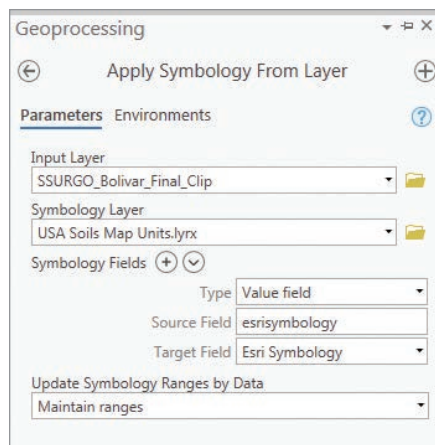 Geoprocessing
Apply Symbology From Layer
Parameters Environments
Input Layer
SSURGO_Bolivar_Final_Clip
Symbology Layer
USA Soils Map Units.lyrx
Symbology Fields
Type Value field
Source Field esrisymbology
Target Field Esri Symbology
Update Symbology Ranges by Data
Maintain ranges